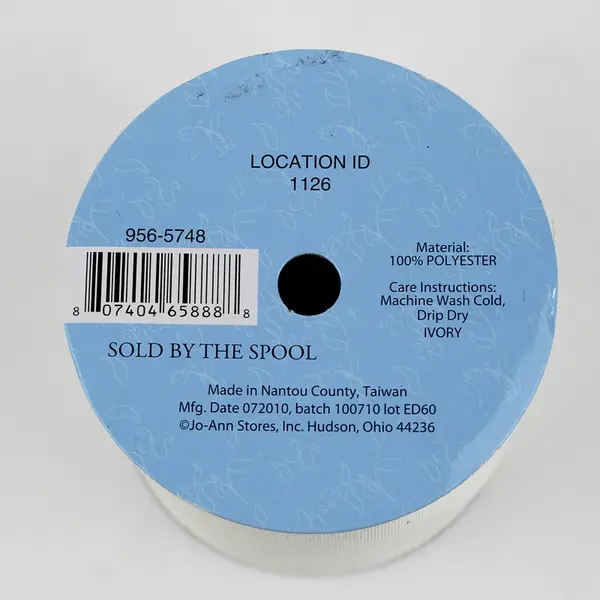 LOCATION ID
1126
956-5748
8 07404 65888 8
Material:
100% POLYESTER
Care Instructions:
Machine Wash Cold,
Drip Dry
IVORY
SOLD BY THE SPOOL
Made in Nantou County, Taiwan
Mfg. Date 072010, batch 100710 lot ED60
©Jo-Ann Stores, Inc. Hudson, Ohio 44236